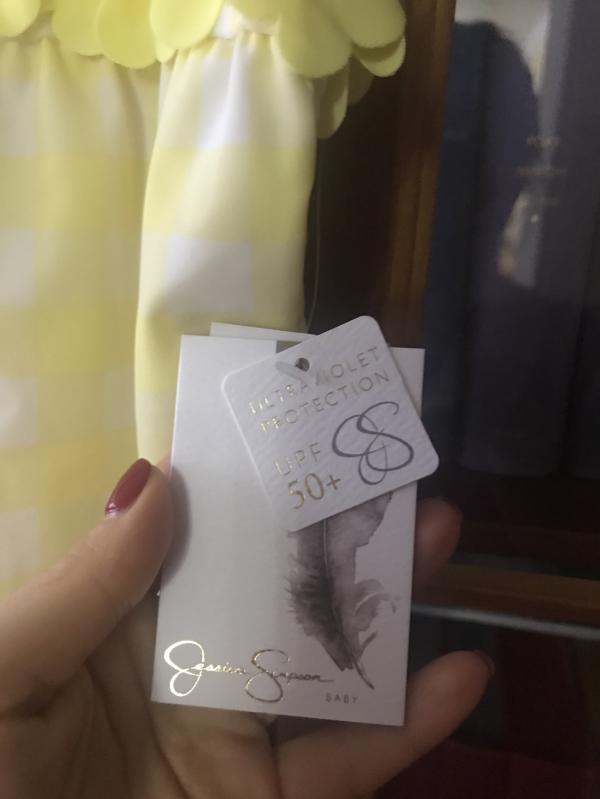 ULTRAVIOLET
PROTECTION
UPF
50+
Jessica Simpson
BABY